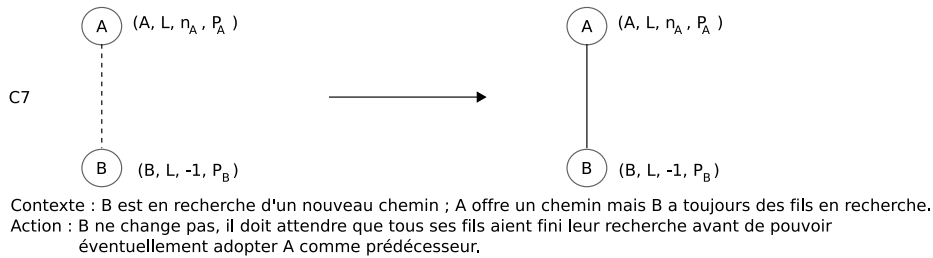 A (A, L, n_A, P_A) A (A, L, n_A, P_A)
C7
B (B, L, -1, P_B) B (B, L, -1, P_B)
Contexte : B est en recherche d'un nouveau chemin ; A offre un chemin mais B a toujours des fils en recherche.
Action : B ne change pas, il doit attendre que tous ses fils aient fini leur recherche avant de pouvoir
éventuellement adopter A comme prédécesseur.